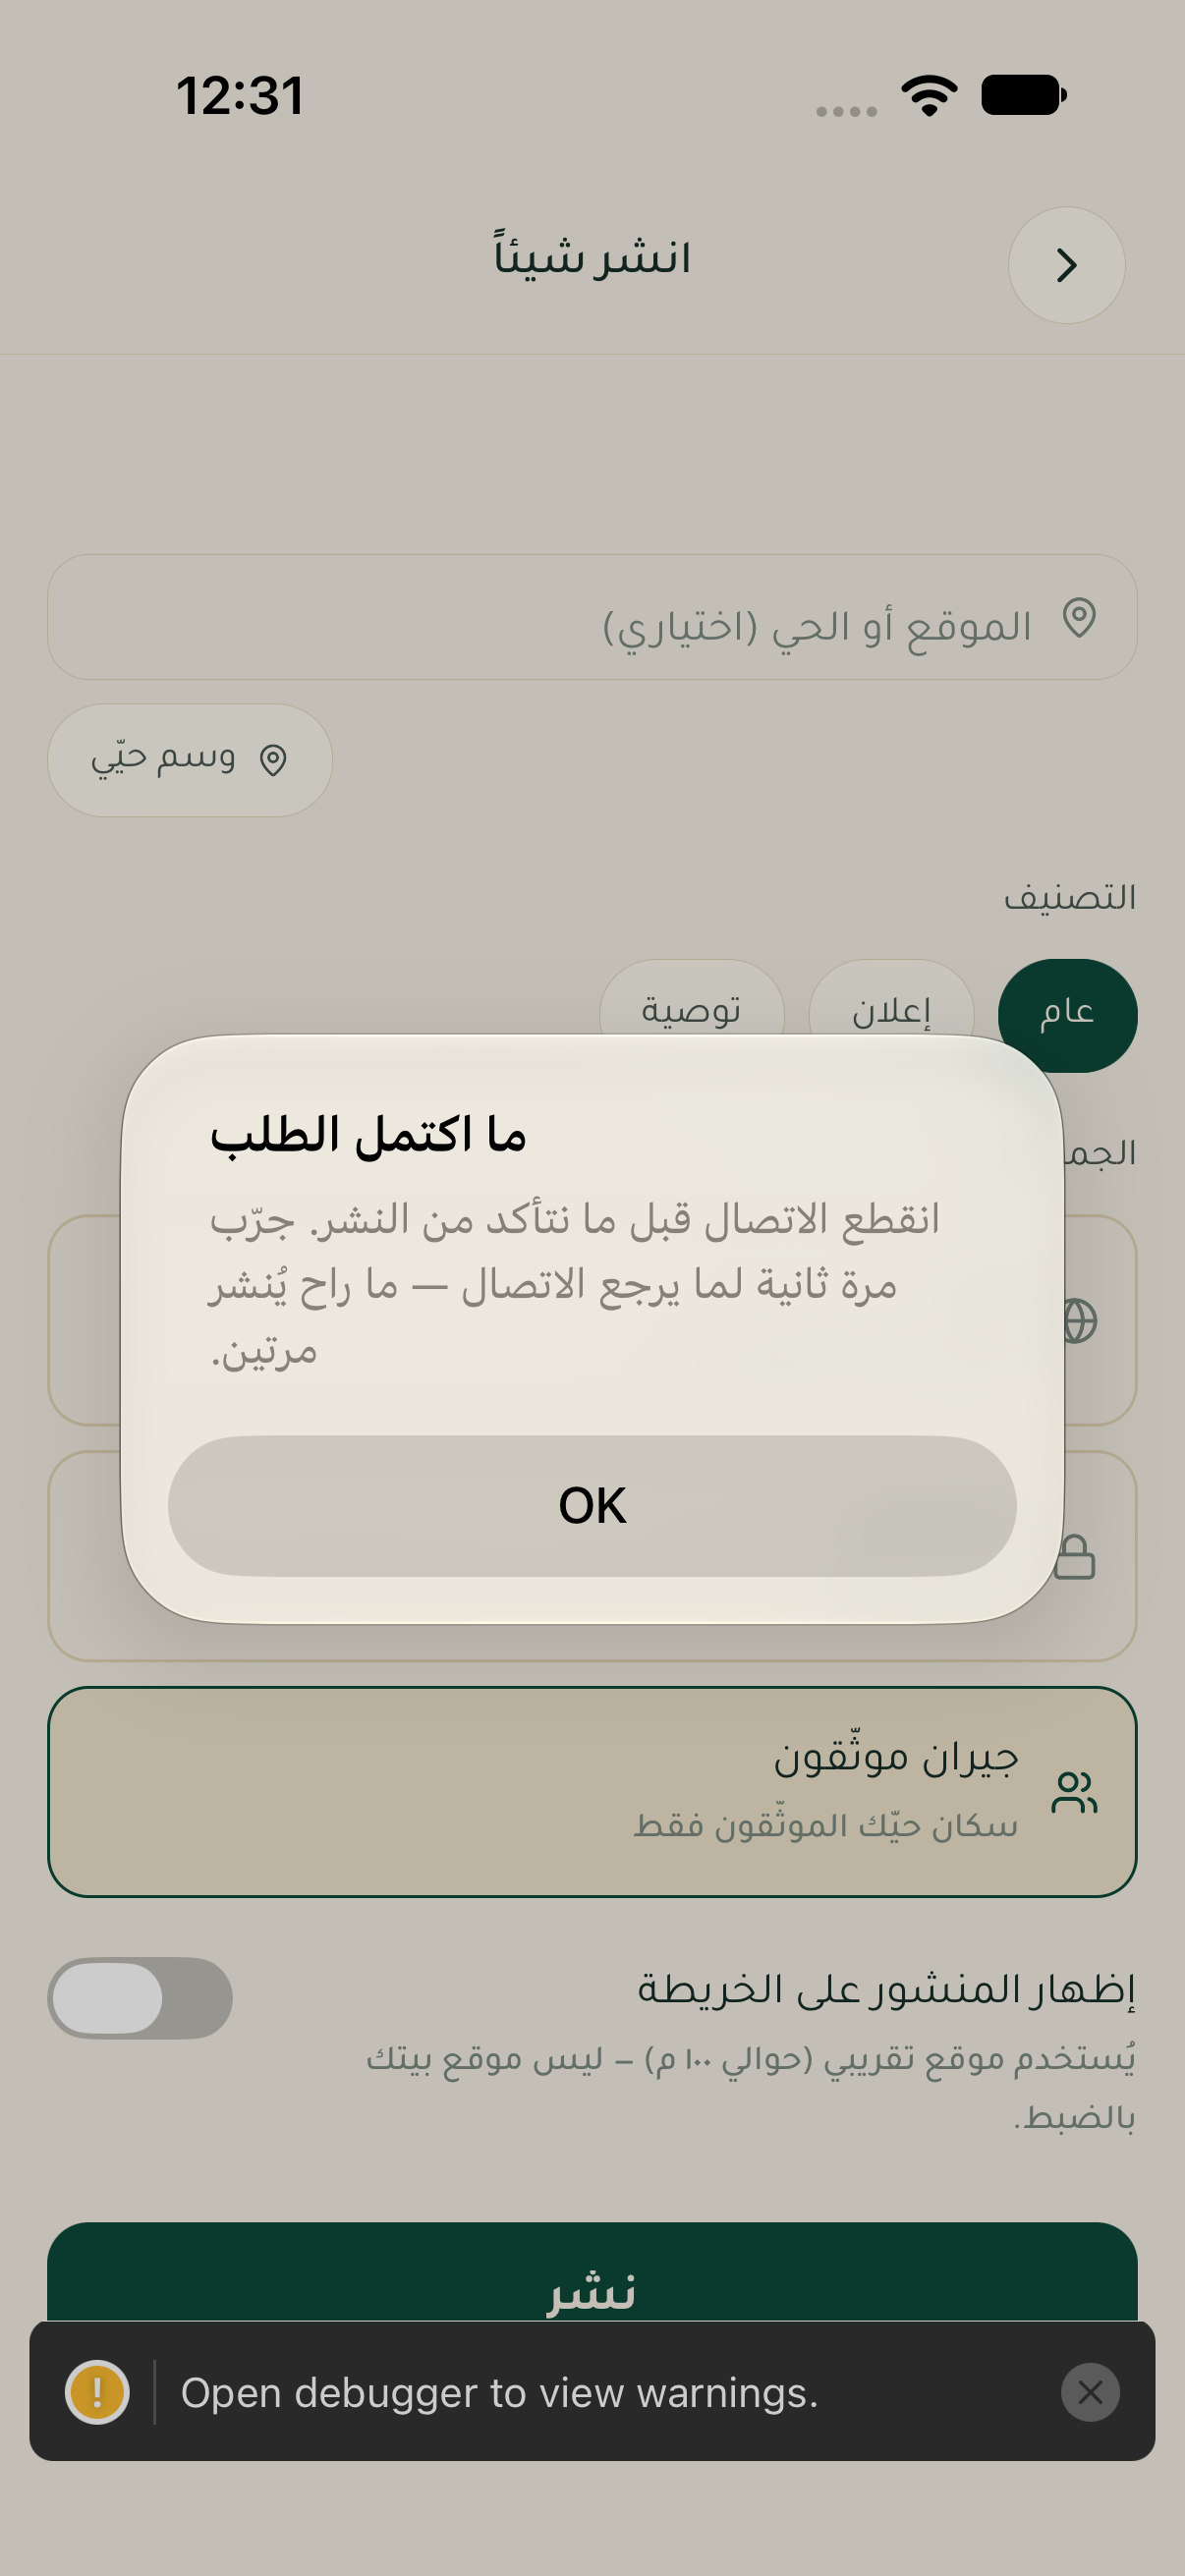 12:31
انشر شيئاً
الموقع أو الحي (اختياري)
وسم حيّي
التصنيف
عام
إعلان
توصية
ما اكتمل الطلب
انقطع الاتصال قبل ما نتأكد من النشر. جرّب
مرة ثانية لما يرجع الاتصال — ما راح يُنشر
مرتين.
OK
جيران موثّقون
سكان حيّك الموثّقون فقط
إظهار المنشور على الخريطة
يُستخدم موقع تقريبي (حوالي ١٠٠ م) – ليس موقع بيتك
بالضبط.
نشر
Open debugger to view warnings.